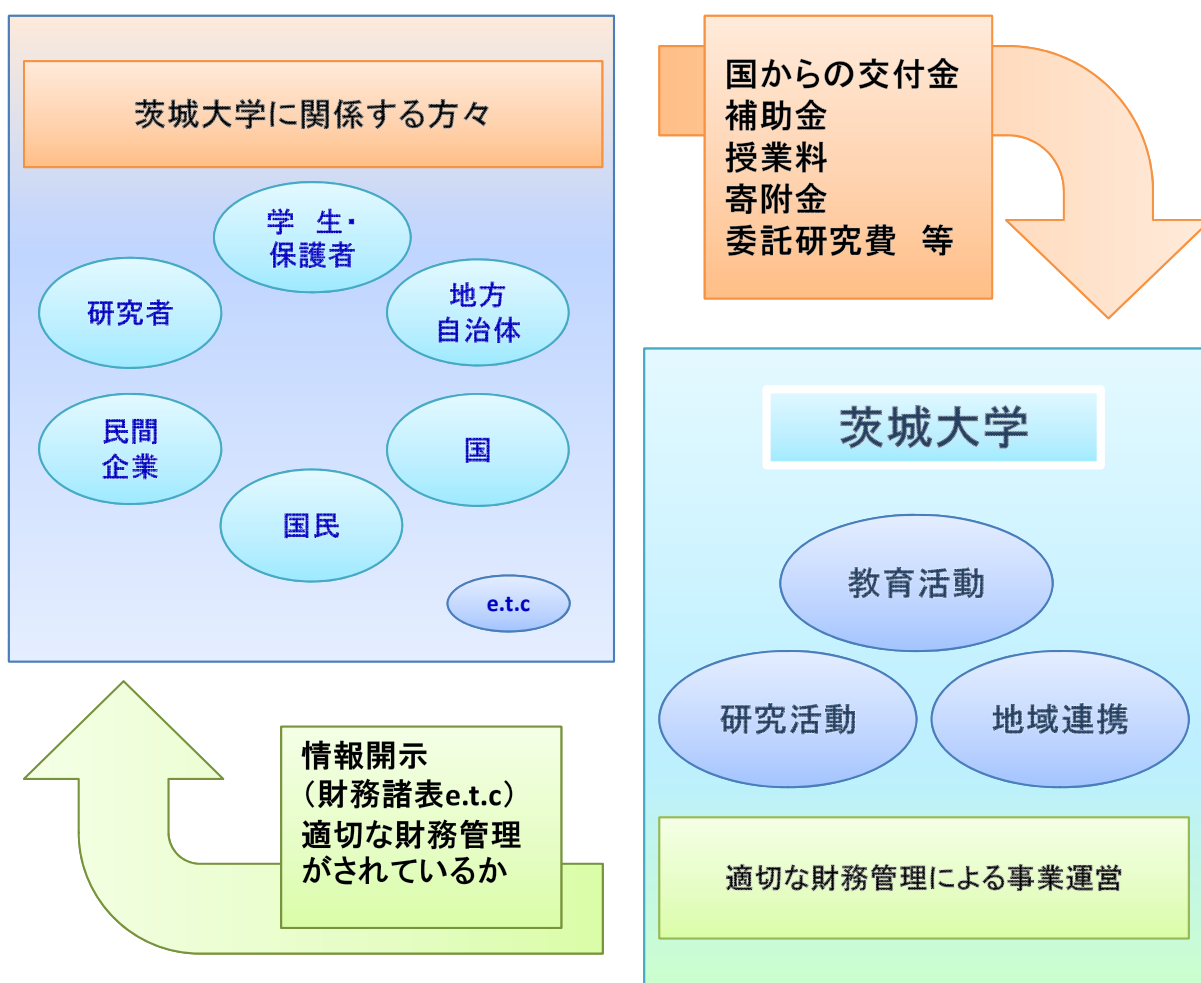 茨城大学に関係する方々
学 生・
保護者
研究者
地方
自治体
民間
企業
国
国民
e.t.c
国からの交付金
補助金
授業料
寄附金
委託研究費 等
茨城大学
教育活動
研究活動
地域連携
適切な財務管理による事業運営
情報開示
（財務諸表e.t.c）
適切な財務管理
がされているか